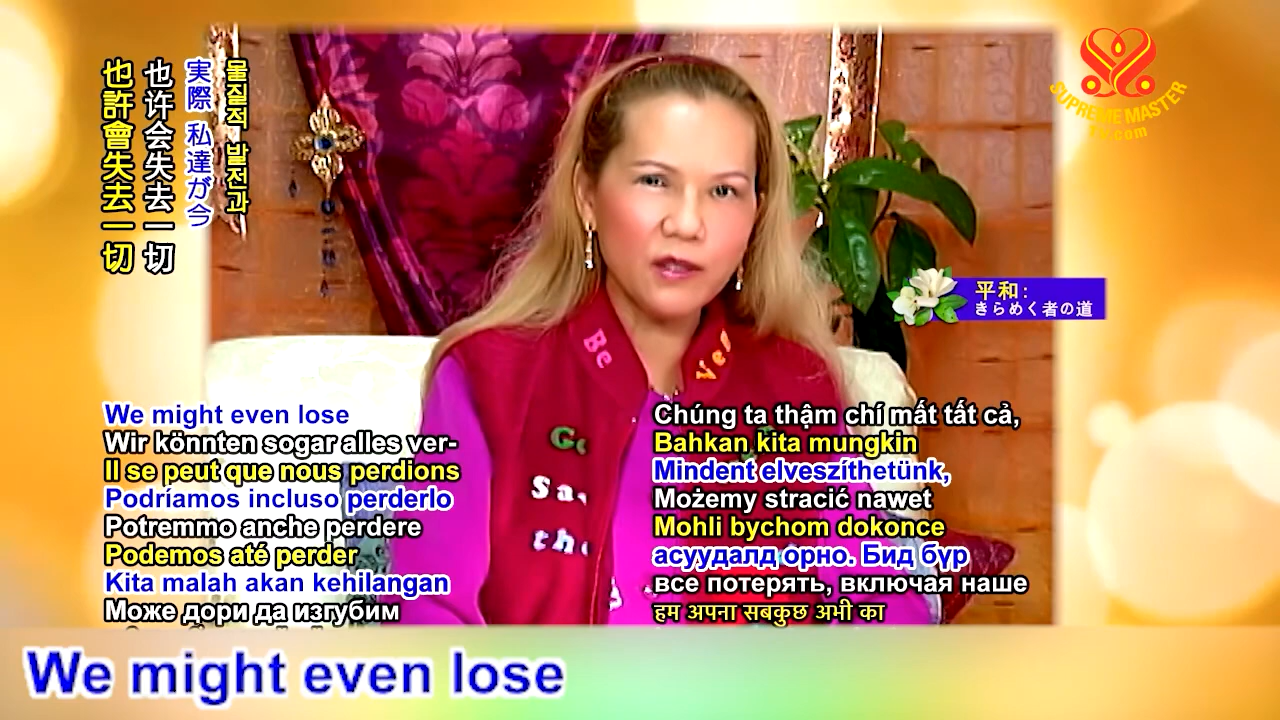 SUPREME MASTER
TV.com
물질적 발전과
実際 私達が今
也许会失去一切
也許會失去一切
平和:
きらめく者の道
Be
Veg
Go
Sav
the
We might even lose
Wir könnten sogar alles ver-
Il se peut que nous perdions
Podríamos incluso perderlo
Potremmo anche perdere
Podemos até perder
Kita malah akan kehilangan
Може дори да изгубим
Chúng ta thậm chí mất tất cả,
Bahkan kita mungkin
Mindent elveszíthetünk,
Możemy stracić nawet
Mohli bychom dokonce
асуудалд орно. Бид бүр
все потерять, включая наше
हम अपना सबकुछ अभी का
We might even lose